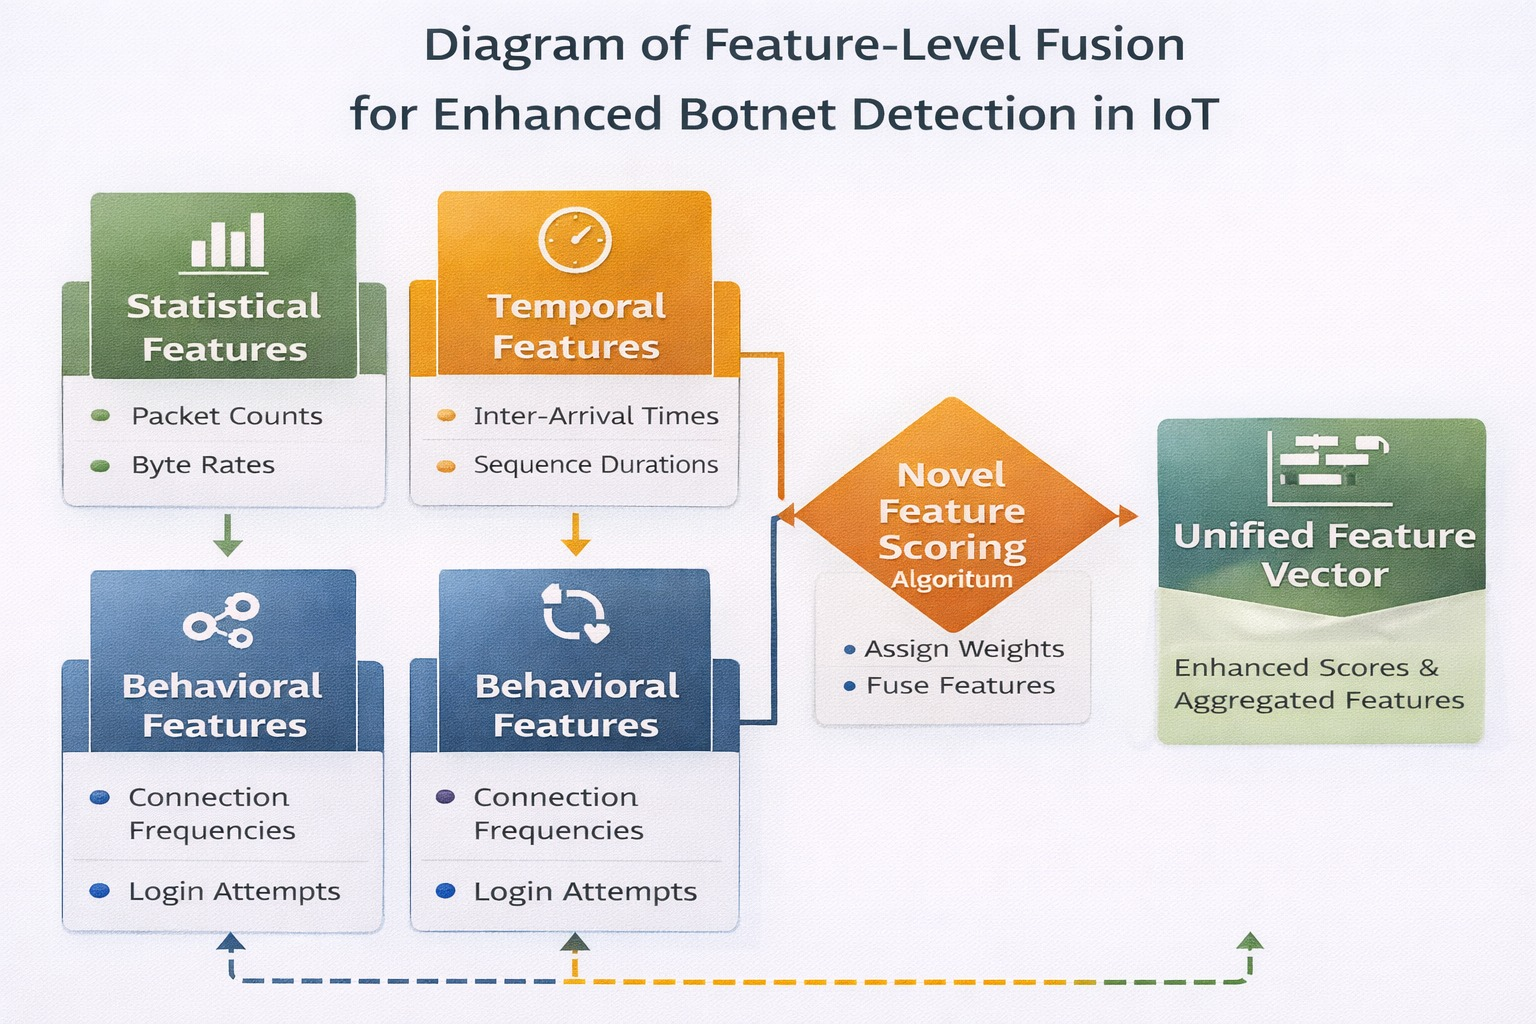 Diagram of Feature-Level Fusion
for Enhanced Botnet Detection in IoT
Statistical
Features
Packet Counts
Byte Rates
Temporal
Features
Inter-Arrival Times
Sequence Durations
Behavioral
Features
Connection
Frequencies
Login Attempts
Behavioral
Features
Connection
Frequencies
Login Attempts
Novel
Feature
Scoring
Algoritum
Assign Weights
Fuse Features
Unified Feature
Vector
Enhanced Scores &
Aggregated Features